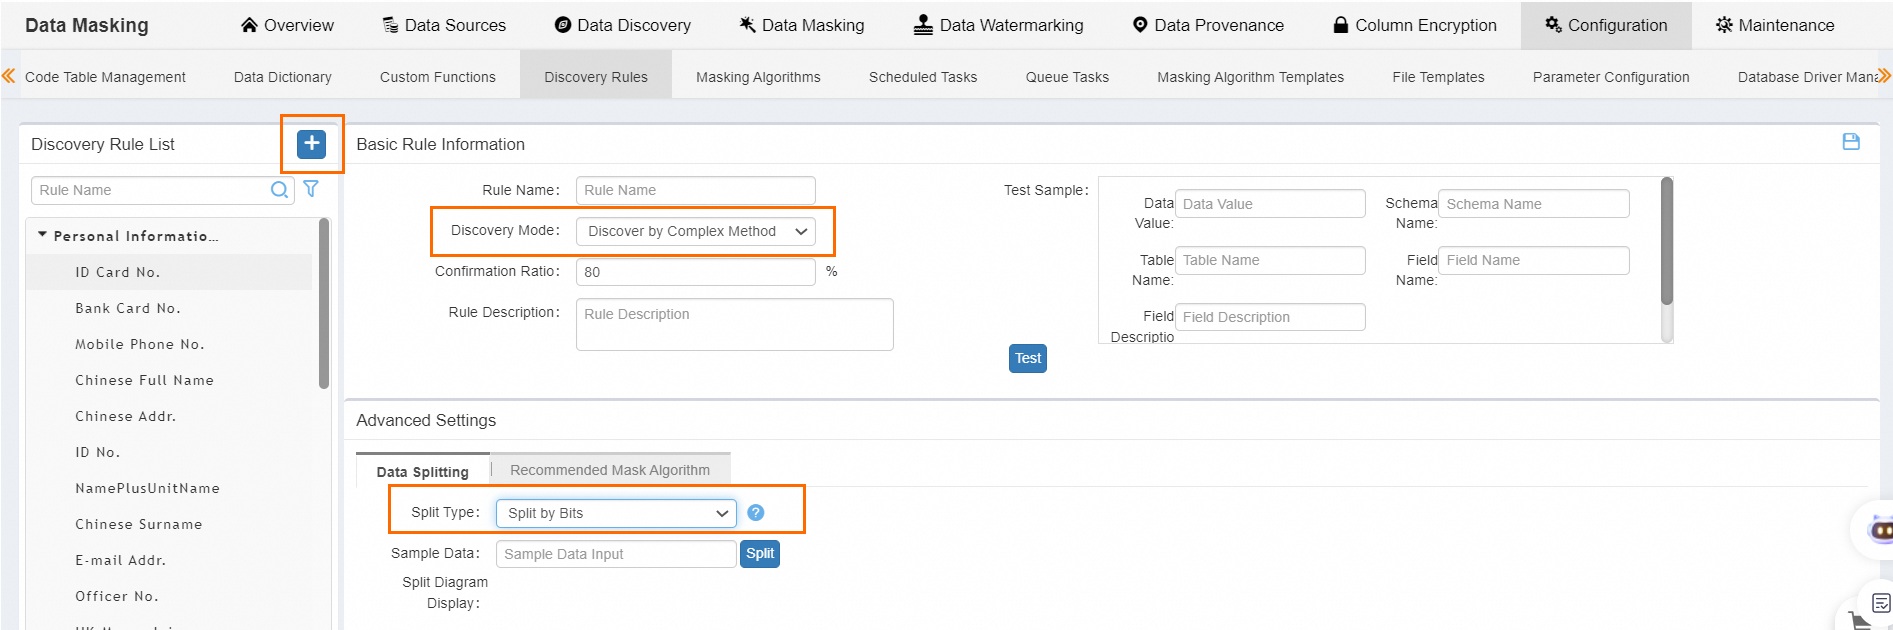 Data Masking Overview Data Sources Data Discovery Data Masking Data Watermarking Data Provenance Column Encryption Configuration Maintenance
Code Table Management Data Dictionary Custom Functions Discovery Rules Masking Algorithms Scheduled Tasks Queue Tasks Masking Algorithm Templates File Templates Parameter Configuration Database Driver Mana
Discovery Rule List
Rule Name
Personal Informatio...
ID Card No.
Bank Card No.
Mobile Phone No.
Chinese Full Name
Chinese Addr.
ID No.
NamePlusUnitName
Chinese Surname
E-mail Addr.
Officer No.
Basic Rule Information
Rule Name: Rule Name
Discovery Mode: Discover by Complex Method
Confirmation Ratio: 80 %
Rule Description: Rule Description
Test Sample:
Data Value: Data Value
Schema Name: Schema Name
Table Name: Table Name
Field Name: Field Name
Field Descriptio Field Description
Test
Advanced Settings
Data Splitting | Recommended Mask Algorithm
Split Type: Split by Bits ?
Sample Data: Sample Data Input Split
Split Diagram
Display: